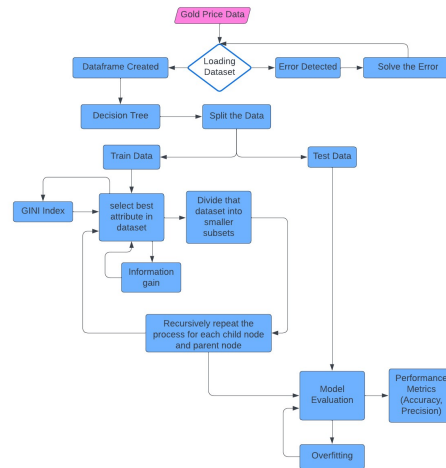 Gold Price Data
Loading
Dataset
Dataframe Created
Error Detected
Solve the Error
Decision Tree
Split the Data
Train Data
Test Data
GINI Index
select best
attribute in
dataset
Divide that
dataset into
smaller
subsets
Information
gain
Recursively repeat the
process for each child node
and parent node
Model
Evaluation
Performance
Metrics
(Accuracy,
Precision)
Overfitting